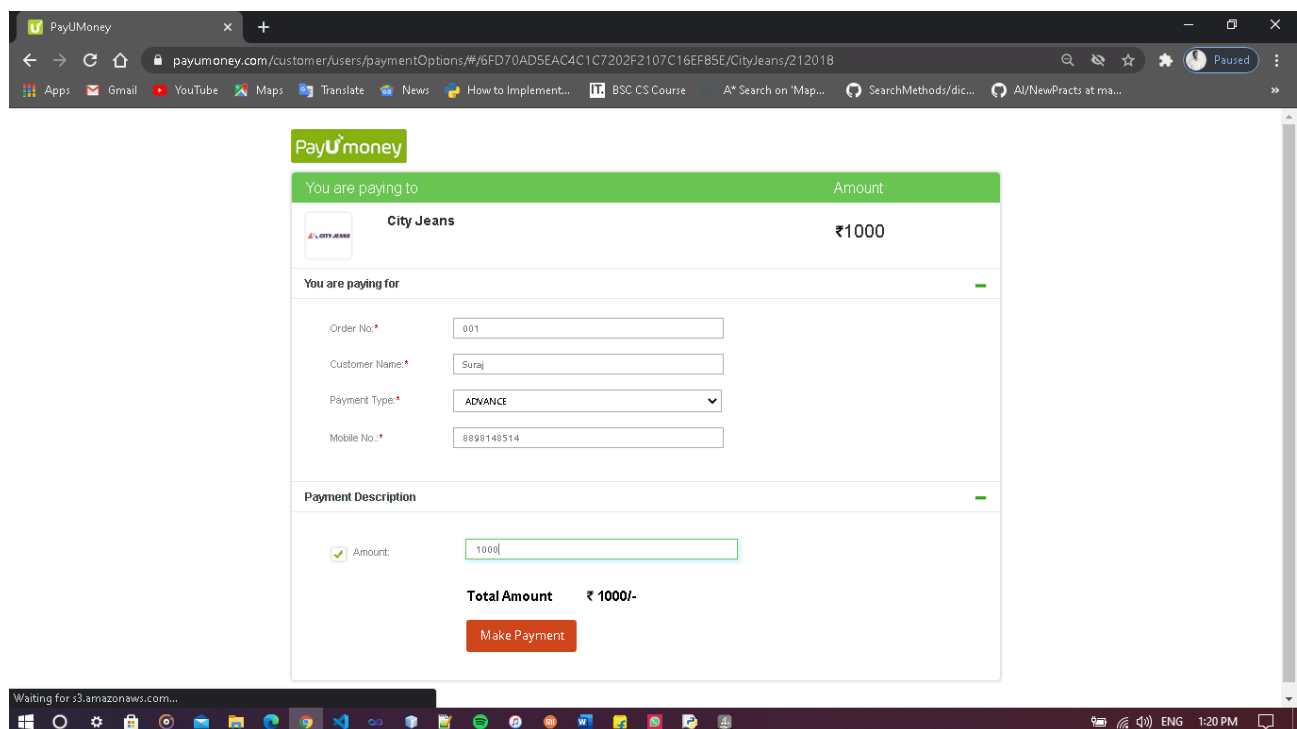 PayUMoney
payumoney.com/customer/users/paymentOptions/#/6FD70AD5EAC4C1C7202F2107C16EF85E/CityJeans/212018
Paused
Apps Gmail YouTube Maps Translate News How to Implement... IT. BSC CS Course A* Search on 'Map... SearchMethods/dic... AI/NewPracts at ma... »
PayUmoney
You are paying to Amount
City Jeans
CITY JEANS
₹1000
You are paying for
Order No:* 001
Customer Name:* Suraj
Payment Type:* ADVANCE
Mobile No.:* 8898148514
Payment Description
Amount: 1000
Total Amount ₹ 1000/-
Make Payment
Waiting for s3.amazonaws.com...
ENG 1:20 PM